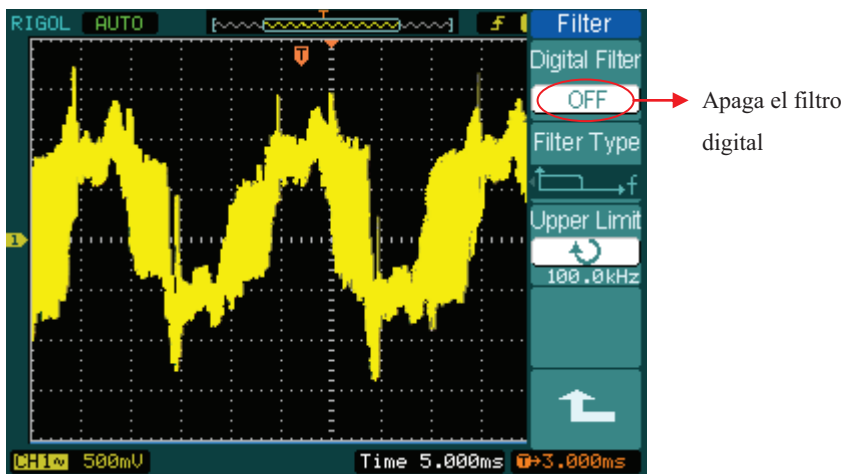 RIGOL AUTO
T
T
Filter
Digital Filter
OFF
Apaga el filtro
digital
Filter Type
f
Upper Limit
100.0kHz
1
CH1~ 500mV
Time 5.000ms
T→3.000ms